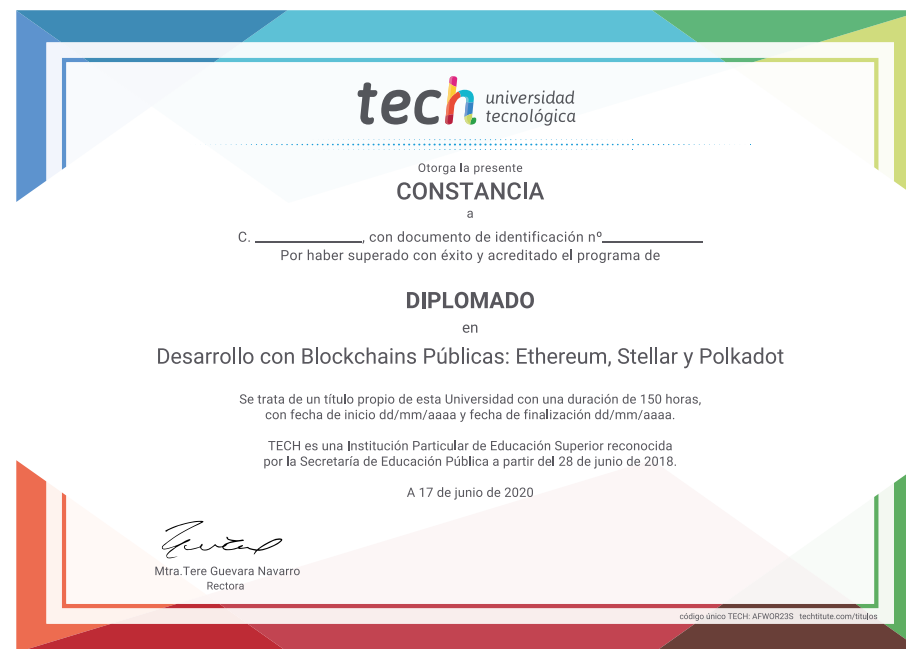 tech universidad
tecnológica
Otorga la presente
CONSTANCIA
a
C. ____________, con documento de identificación nº____________
Por haber superado con éxito y acreditado el programa de
DIPLOMADO
en
Desarrollo con Blockchains Públicas: Ethereum, Stellar y Polkadot
Se trata de un título propio de esta Universidad con una duración de 150 horas,
con fecha de inicio dd/mm/aaaa y fecha de finalización dd/mm/aaaa.
TECH es una Institución Particular de Educación Superior reconocida
por la Secretaría de Educación Pública a partir del 28 de junio de 2018.
A 17 de junio de 2020
Mtra.Tere Guevara Navarro
Rectora
código único TECH: AFWOR23S techtitute.com/titulos